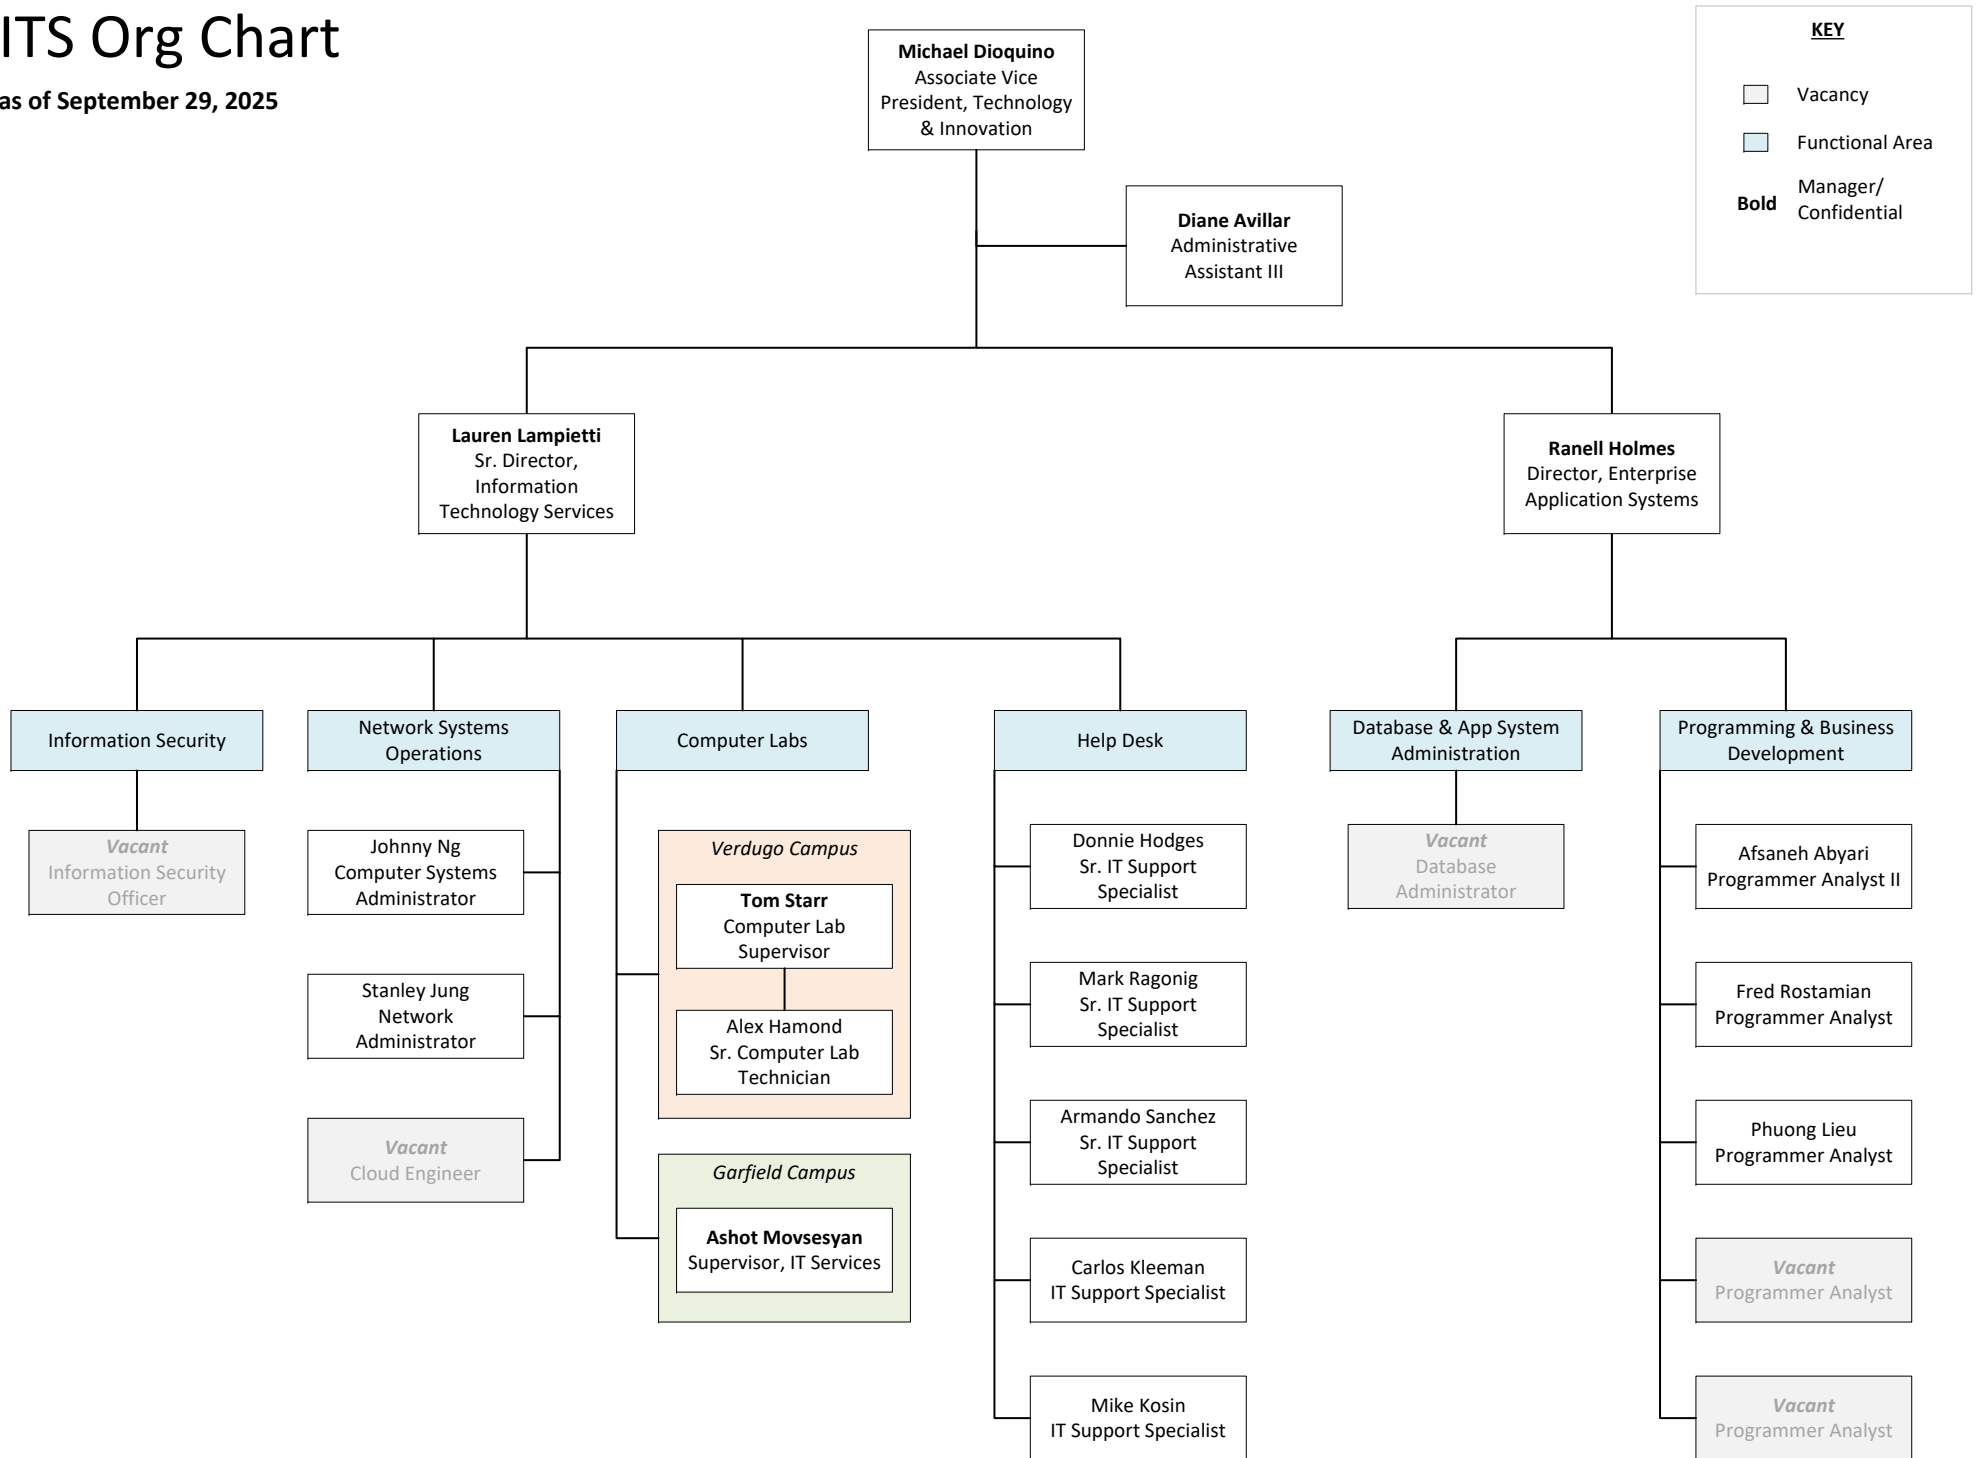 ITS Org Chart
as of September 29, 2025
Michael Dioquino
Associate Vice
President, Technology
& Innovation
KEY
Vacancy
Functional Area
Bold
Manager/
Confidential
Diane Avillar
Administrative
Assistant III
Lauren Lampietti
Sr. Director,
Information
Technology Services
Ranell Holmes
Director, Enterprise
Application Systems
Information Security
Vacant
Information Security
Officer
Network Systems
Operations
Johnny Ng
Computer Systems
Administrator
Stanley Jung
Network
Administrator
Vacant
Cloud Engineer
Computer Labs
Verdugo Campus
Tom Starr
Computer Lab
Supervisor
Alex Hamond
Sr. Computer Lab
Technician
Garfield Campus
Ashot Movsesyan
Supervisor, IT Services
Help Desk
Donnie Hodges
Sr. IT Support
Specialist
Mark Ragonig
Sr. IT Support
Specialist
Armando Sanchez
Sr. IT Support
Specialist
Carlos Kleeman
IT Support Specialist
Mike Kosin
IT Support Specialist
Database & App System
Administration
Vacant
Database
Administrator
Programming & Business
Development
Afsaneh Abyari
Programmer Analyst II
Fred Rostamian
Programmer Analyst
Phuong Lieu
Programmer Analyst
Vacant
Programmer Analyst
Vacant
Programmer Analyst